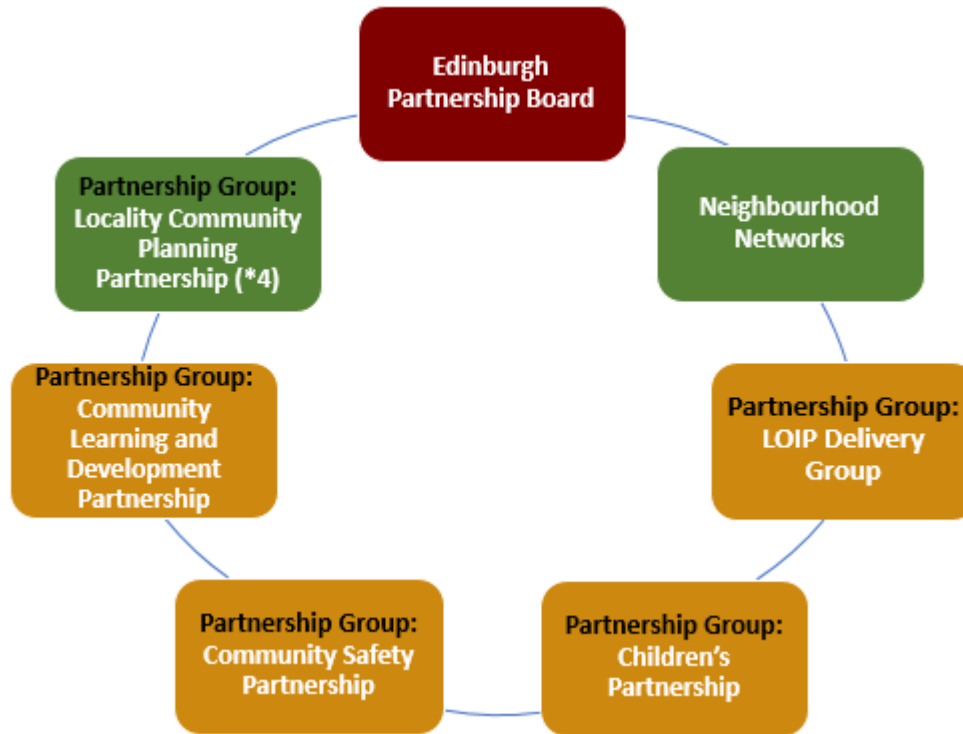 Edinburgh
Partnership Board
Partnership Group:
Locality Community
Planning
Partnership (*4)
Neighbourhood
Networks
Partnership Group:
Community
Learning and
Development
Partnership
Partnership Group:
LOIP Delivery
Group
Partnership Group:
Community Safety
Partnership
Partnership Group:
Children’s
Partnership